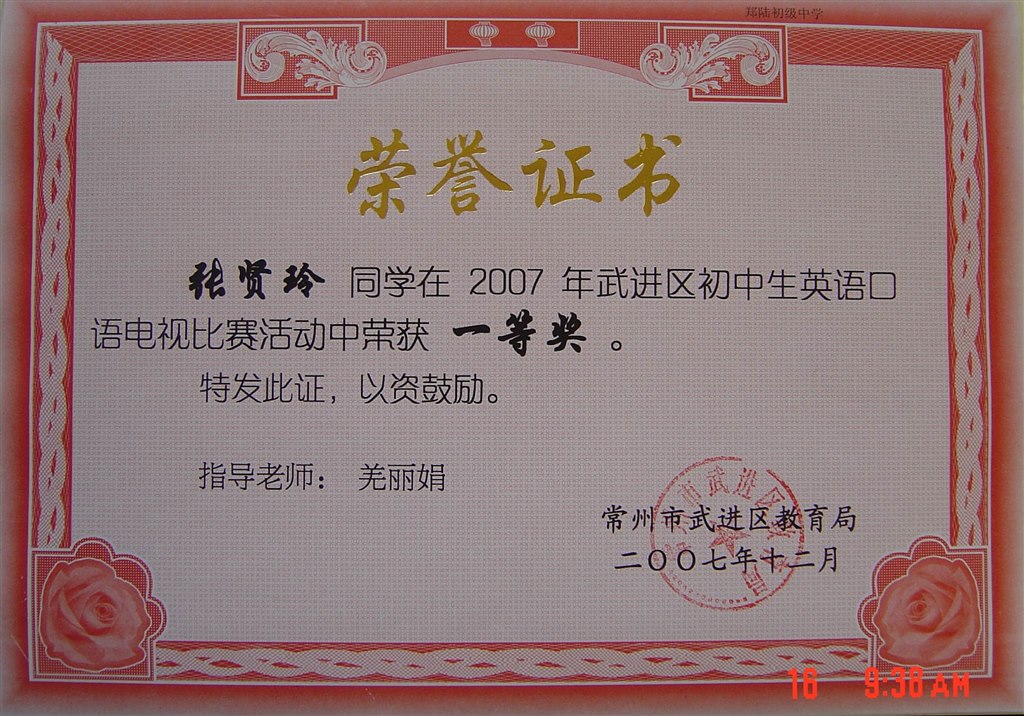 郑陆初级中学
荣誉证书
张贤玲 同学在 2007 年武进区初中生英语口
语电视比赛活动中荣获 一等奖 。
特发此证，以资鼓励。
指导老师： 羌丽娟
常州市武进区教育局
二〇〇七年十二月
16 9:38 AM